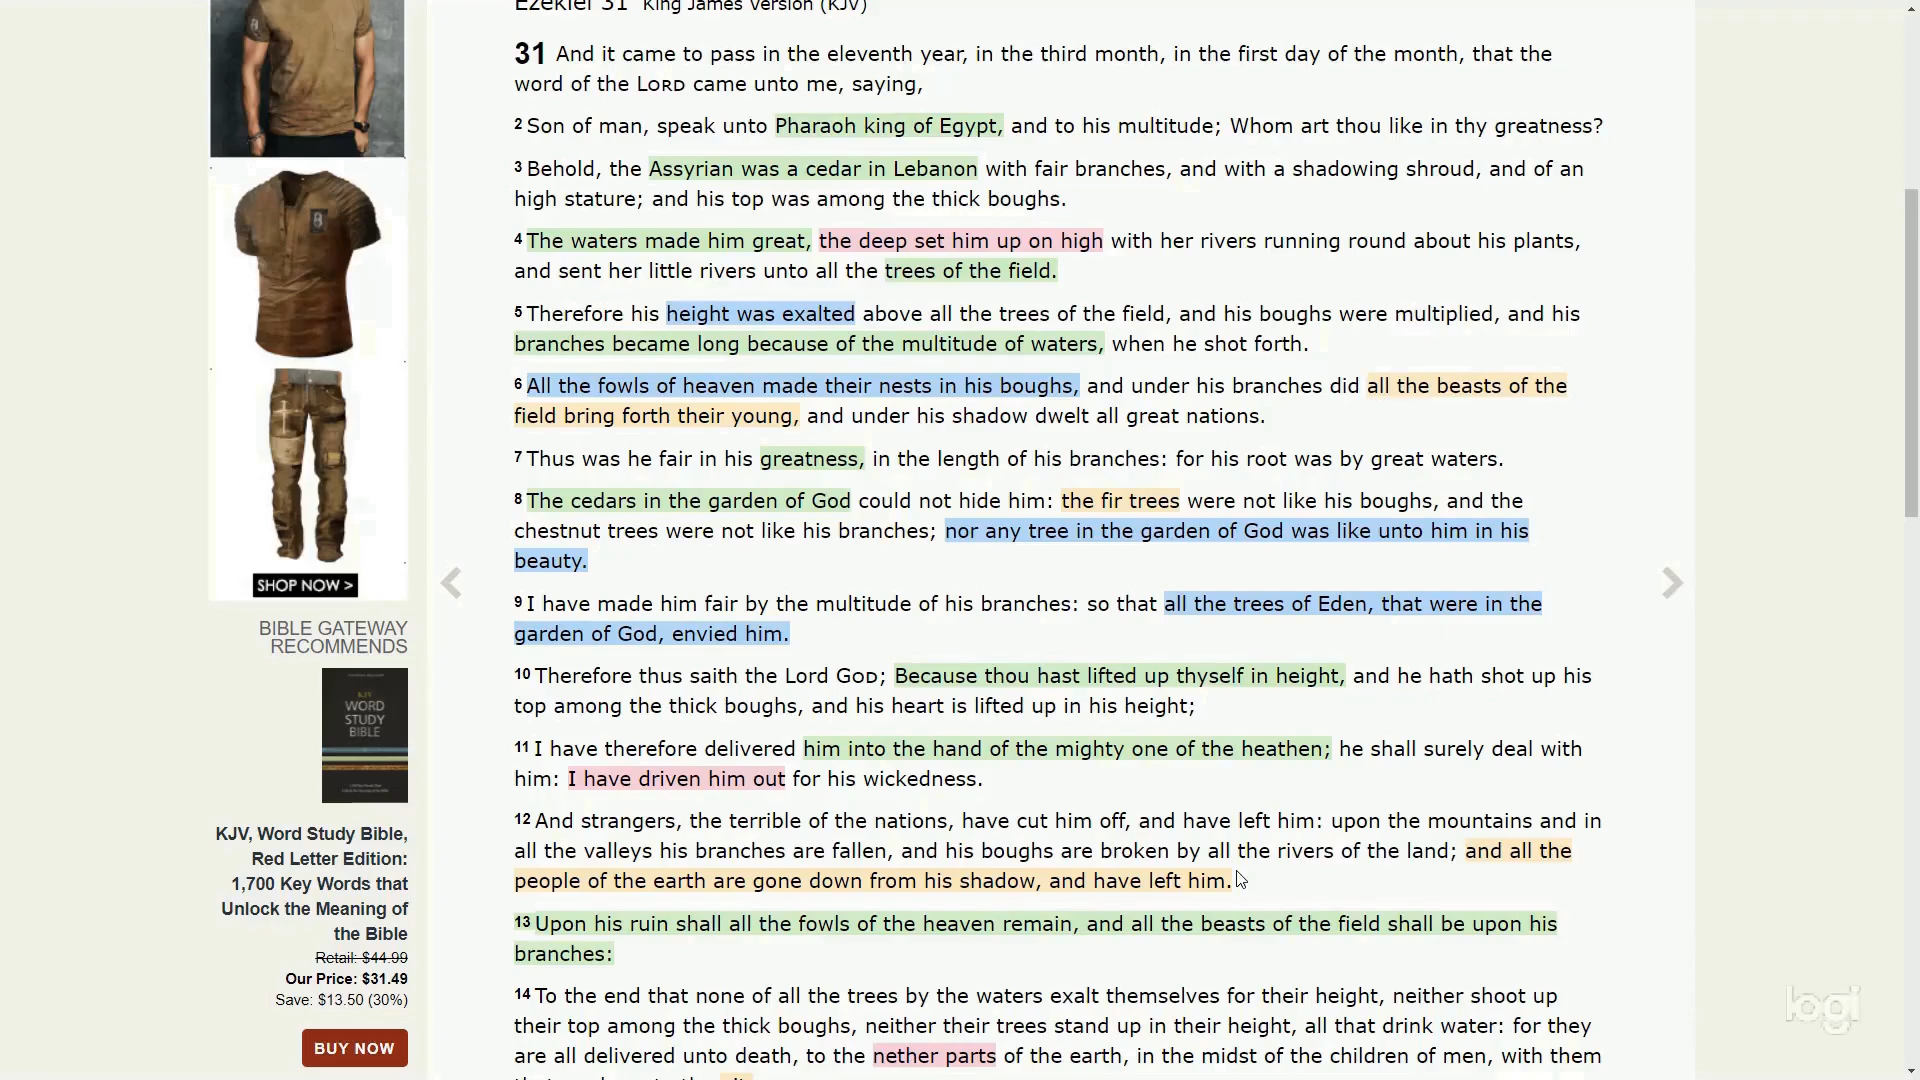 Ezekiel 31 King James Version (KJV)
31 And it came to pass in the eleventh year, in the third month, in the first day of the month, that the
word of the LORD came unto me, saying,
2 Son of man, speak unto Pharaoh king of Egypt, and to his multitude; Whom art thou like in thy greatness?
3 Behold, the Assyrian was a cedar in Lebanon with fair branches, and with a shadowing shroud, and of an
high stature; and his top was among the thick boughs.
4 The waters made him great, the deep set him up on high with her rivers running round about his plants,
and sent her little rivers unto all the trees of the field.
5 Therefore his height was exalted above all the trees of the field, and his boughs were multiplied, and his
branches became long because of the multitude of waters, when he shot forth.
6 All the fowls of heaven made their nests in his boughs, and under his branches did all the beasts of the
field bring forth their young, and under his shadow dwelt all great nations.
7 Thus was he fair in his greatness, in the length of his branches: for his root was by great waters.
8 The cedars in the garden of God could not hide him: the fir trees were not like his boughs, and the
chestnut trees were not like his branches; nor any tree in the garden of God was like unto him in his
beauty.
9 I have made him fair by the multitude of his branches: so that all the trees of Eden, that were in the
garden of God, envied him.
10 Therefore thus saith the Lord GOD; Because thou hast lifted up thyself in height, and he hath shot up his
top among the thick boughs, and his heart is lifted up in his height;
11 I have therefore delivered him into the hand of the mighty one of the heathen; he shall surely deal with
him: I have driven him out for his wickedness.
12 And strangers, the terrible of the nations, have cut him off, and have left him: upon the mountains and in
all the valleys his branches are fallen, and his boughs are broken by all the rivers of the land; and all the
people of the earth are gone down from his shadow, and have left him.
13 Upon his ruin shall all the fowls of the heaven remain, and all the beasts of the field shall be upon his
branches:
14 To the end that none of all the trees by the waters exalt themselves for their height, neither shoot up
their top among the thick boughs, neither their trees stand up in their height, all that drink water: for they
are all delivered unto death, to the nether parts of the earth, in the midst of the children of men, with them
SHOP NOW >
BIBLE GATEWAY
RECOMMENDS
KJV
WORD
STUDY
BIBLE
KJV, Word Study Bible,
Red Letter Edition:
1,700 Key Words that
Unlock the Meaning of
the Bible
Retail: $44.99
Our Price: $31.49
Save: $13.50 (30%)
BUY NOW
logi